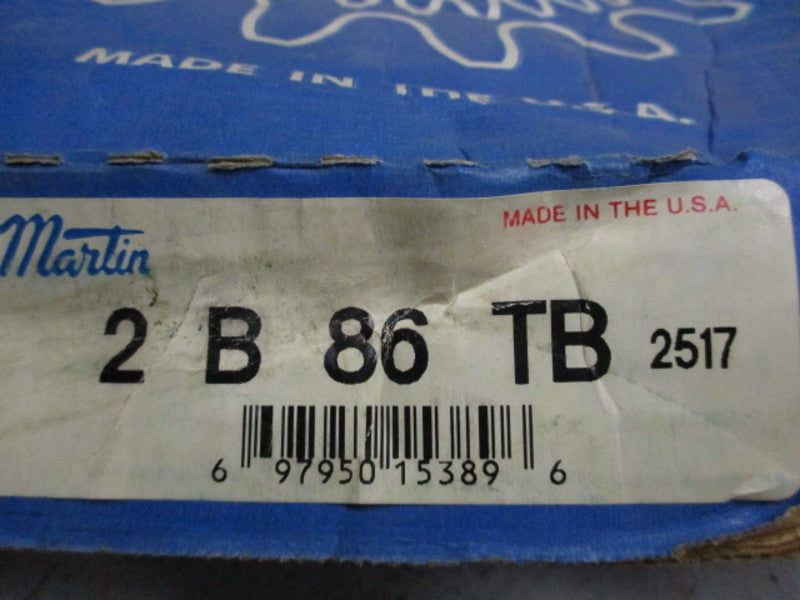 MADE IN THE U.S.A.
Martin
MADE IN THE U.S.A.
2 B 86 TB 2517
6 97950 15389 6